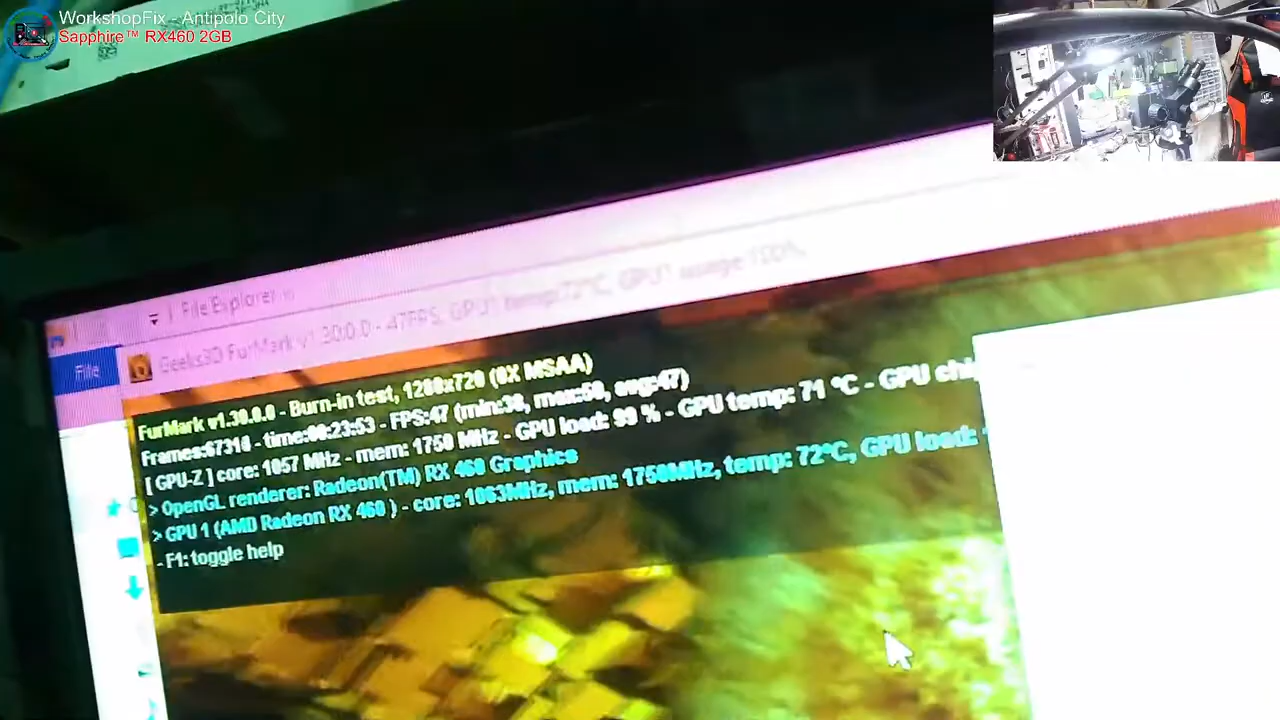 WorkshopFix - Antipolo City
Sapphire™ RX460 2GB
File Explorer
Geeks3D FurMark v1.30.0.0 - 47FPS, GPU1 temp:72°C, GPU1 usage:100%
File
FurMark v1.30.0.0 - Burn-in test, 1280x720 (0X MSAA)
Frames:67318 - time:00:23:53 - FPS:47 (min:38, max:50, avg:47)
[ GPU-Z ] core: 1057 MHz - mem: 1750 MHz - GPU load: 99 % - GPU temp: 71 °C - GPU
> OpenGL renderer: Radeon(TM) RX 460 Graphics
> GPU 1 (AMD Radeon RX 460 ) - core: 1063MHz, mem: 1750MHz, temp: 72°C, GPU load:
- F1: toggle help